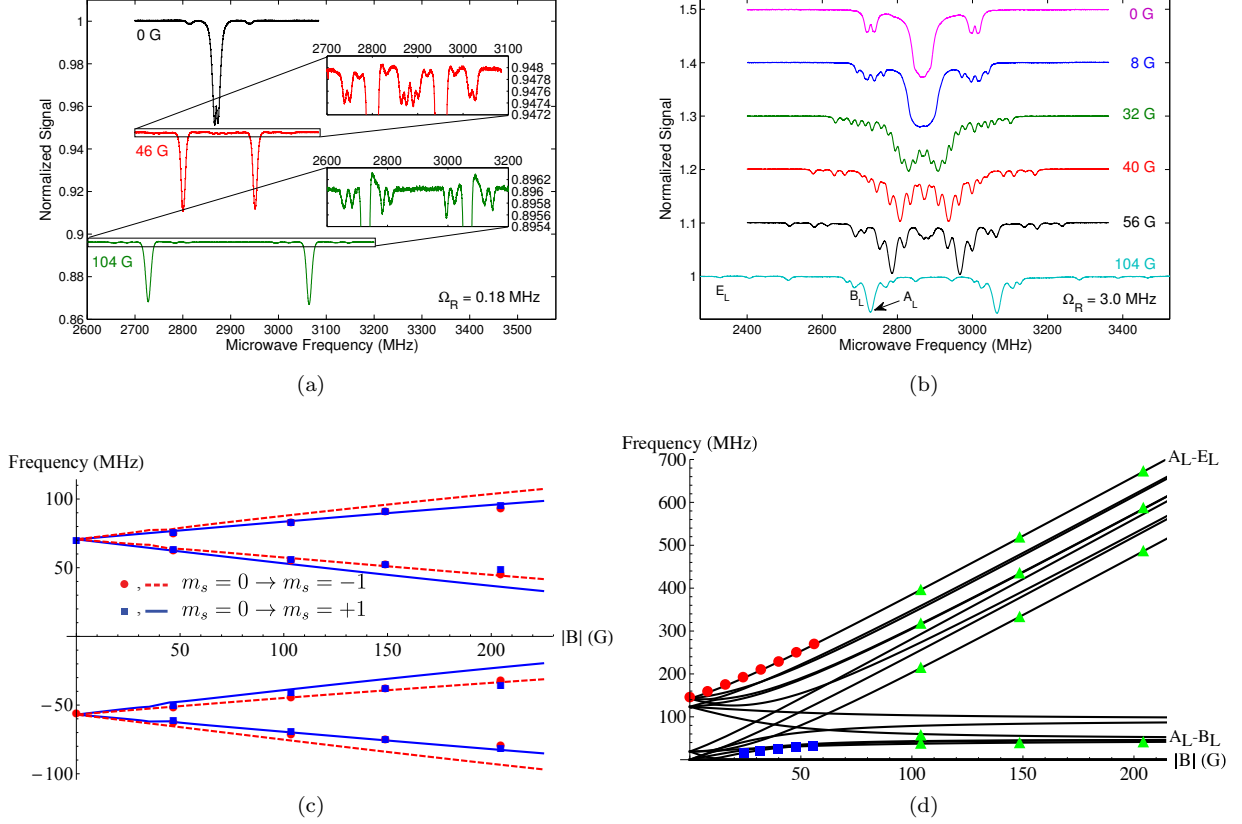 1
0.98
0.96
0.94
0.92
0.9
0.88
0.86
Normalized Signal
0 G
46 G
104 G
2700 2800 2900 3000 3100
0.948
0.9478
0.9476
0.9474
0.9472
2600 2800 3000 3200
0.8962
0.896
0.8958
0.8956
0.8954
Ω_R = 0.18 MHz
2600 2700 2800 2900 3000 3100 3200 3300 3400 3500
Microwave Frequency (MHz)
(a)
1.5
1.4
1.3
1.2
1.1
1
Normalized Signal
0 G
8 G
32 G
40 G
56 G
104 G
E_L
B_L
A_L
Ω_R = 3.0 MHz
2400 2600 2800 3000 3200 3400
Microwave Frequency (MHz)
(b)
Frequency (MHz)
100
50
−50
−100
m_s = 0 → m_s = −1
m_s = 0 → m_s = +1
, 
, 
|B| (G)
50 100 150 200
(c)
Frequency (MHz)
700
600
500
400
300
200
100
A_L-E_L
A_L-B_L
|B| (G)
50 100 150 200
(d)